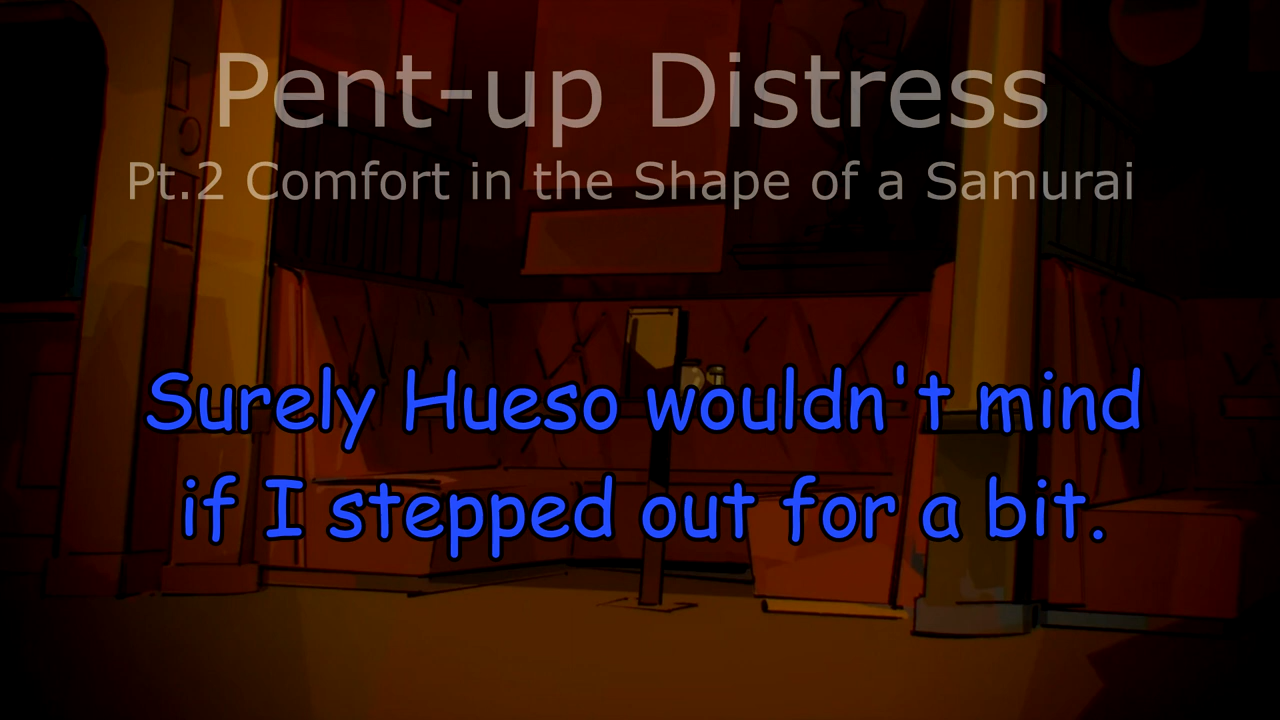 Pent-up Distress
Pt.2 Comfort in the Shape of a Samurai
Surely Hueso wouldn't mind
if I stepped out for a bit.